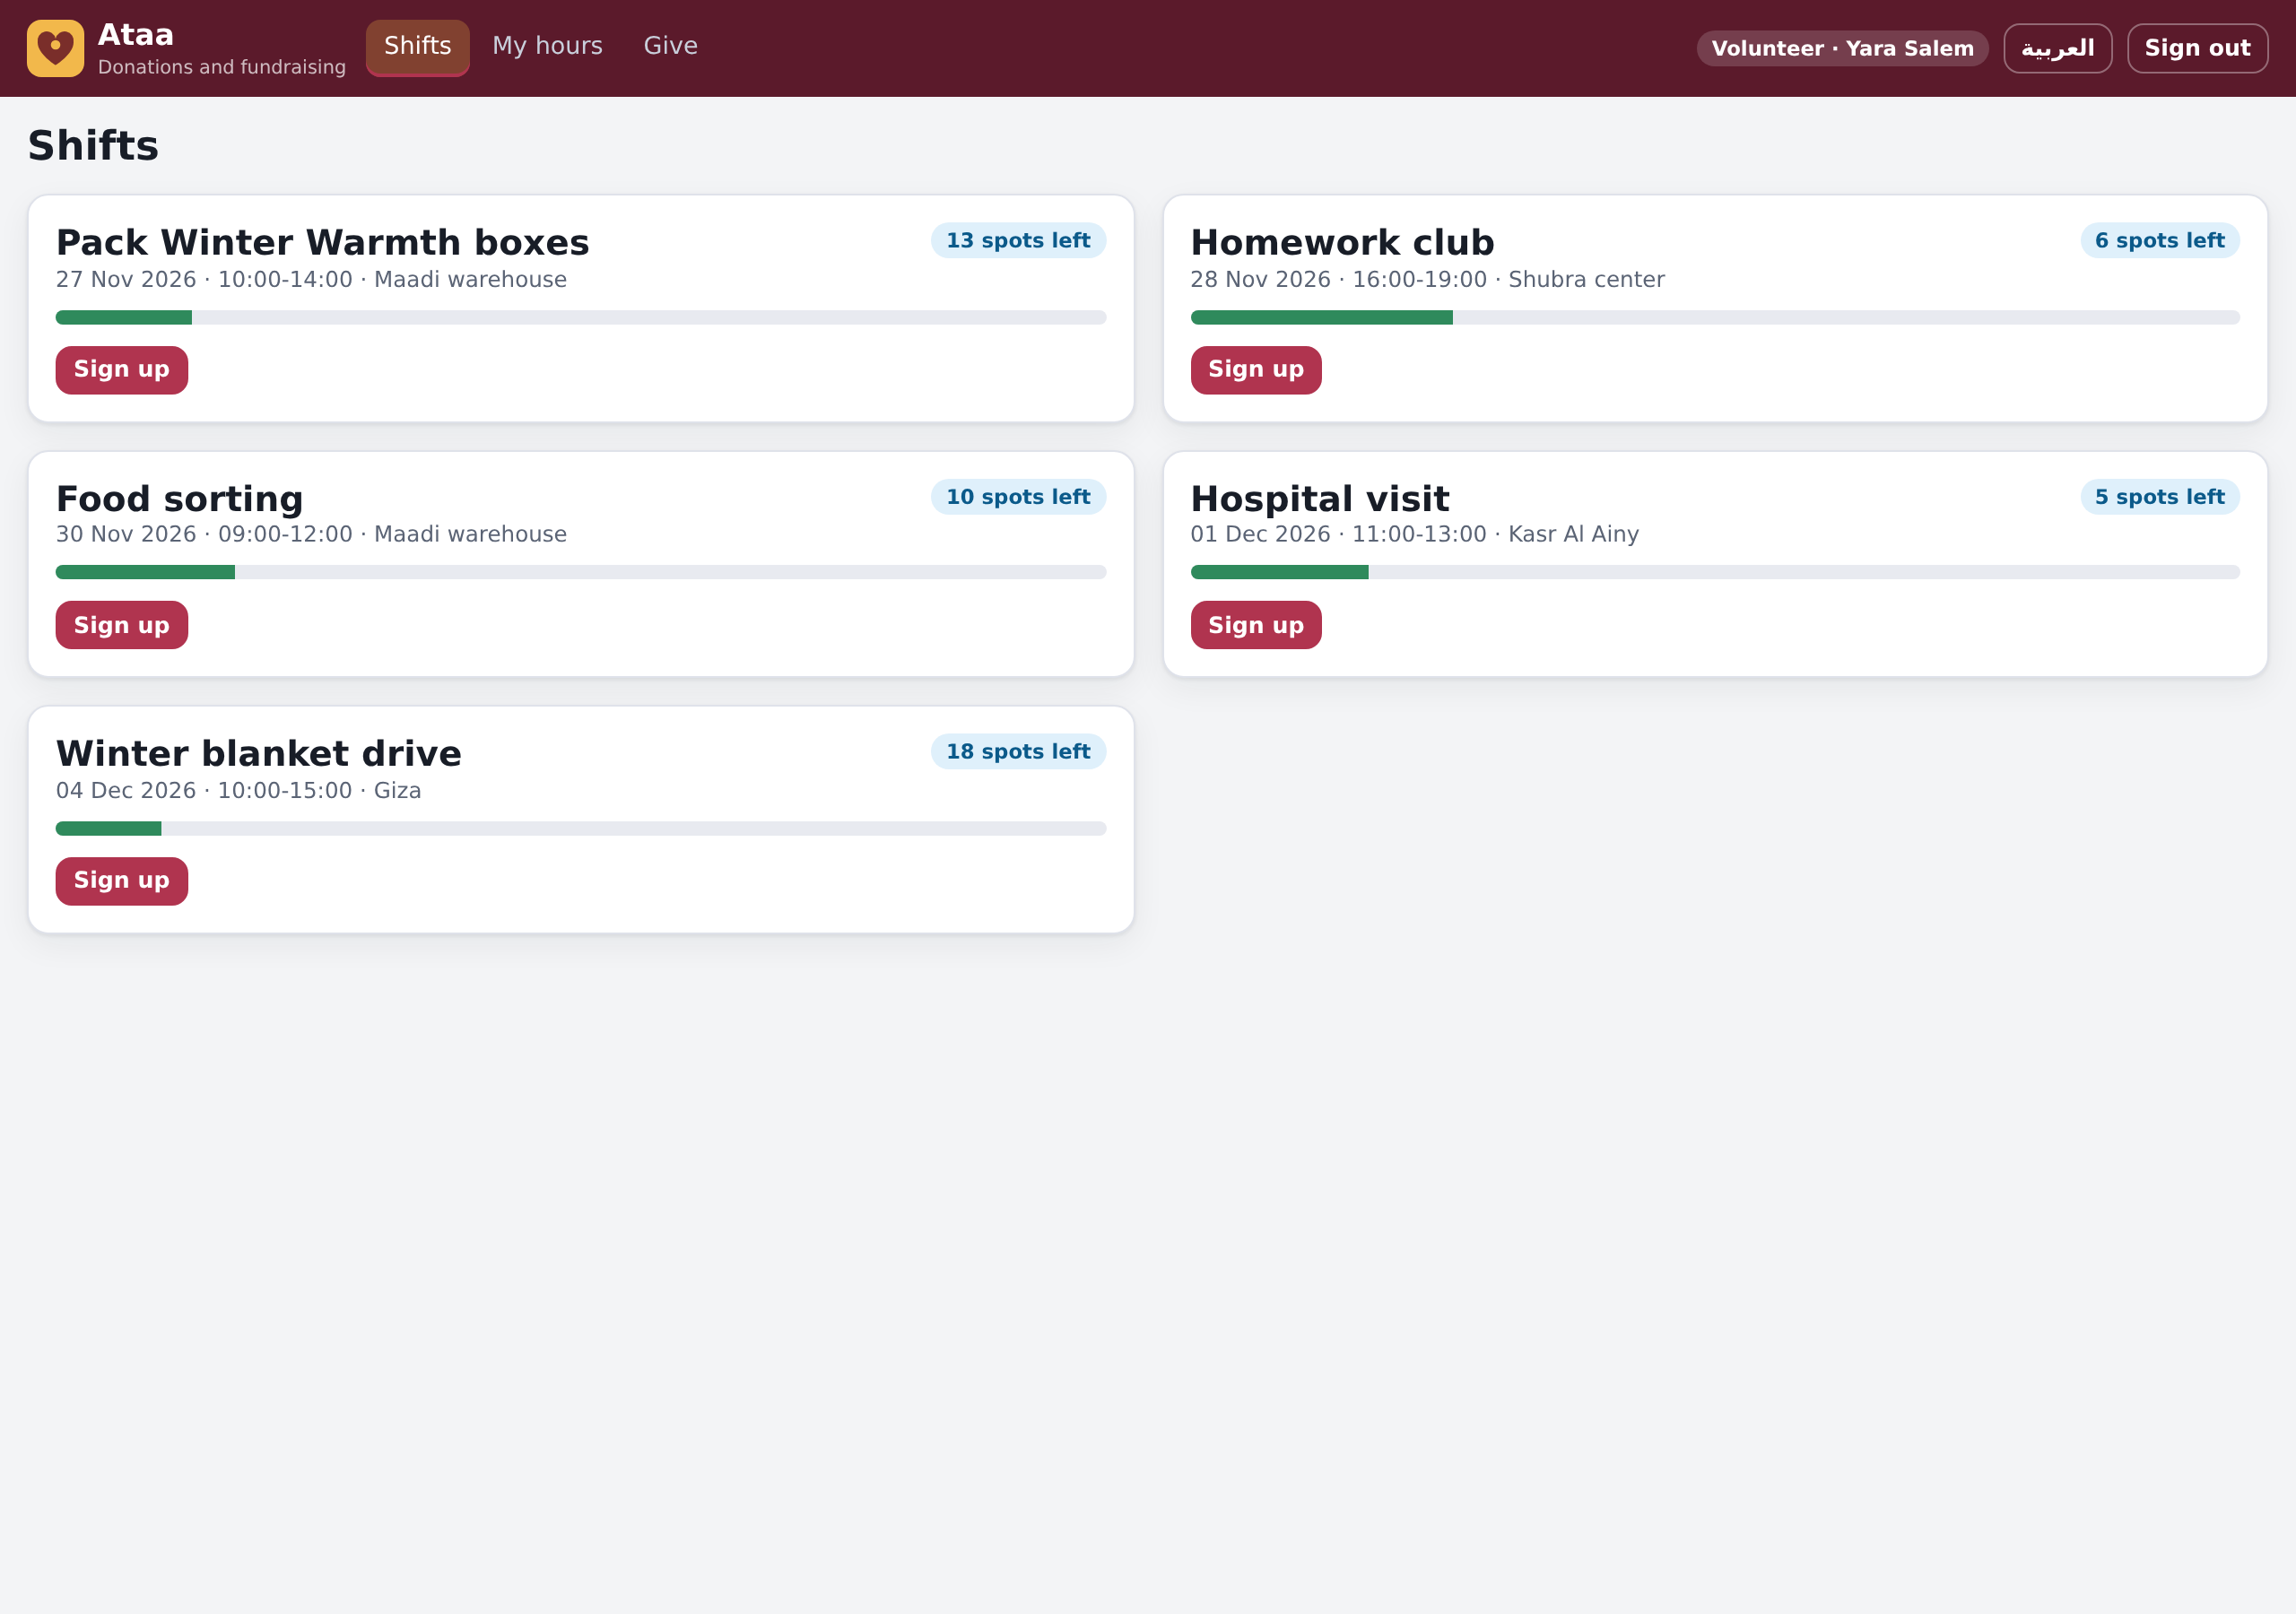 Ataa
Donations and fundraising
Shifts
My hours
Give
Volunteer · Yara Salem
العربية
Sign out
Shifts
Pack Winter Warmth boxes
13 spots left
27 Nov 2026 · 10:00-14:00 · Maadi warehouse
Sign up
Homework club
6 spots left
28 Nov 2026 · 16:00-19:00 · Shubra center
Sign up
Food sorting
10 spots left
30 Nov 2026 · 09:00-12:00 · Maadi warehouse
Sign up
Hospital visit
5 spots left
01 Dec 2026 · 11:00-13:00 · Kasr Al Ainy
Sign up
Winter blanket drive
18 spots left
04 Dec 2026 · 10:00-15:00 · Giza
Sign up